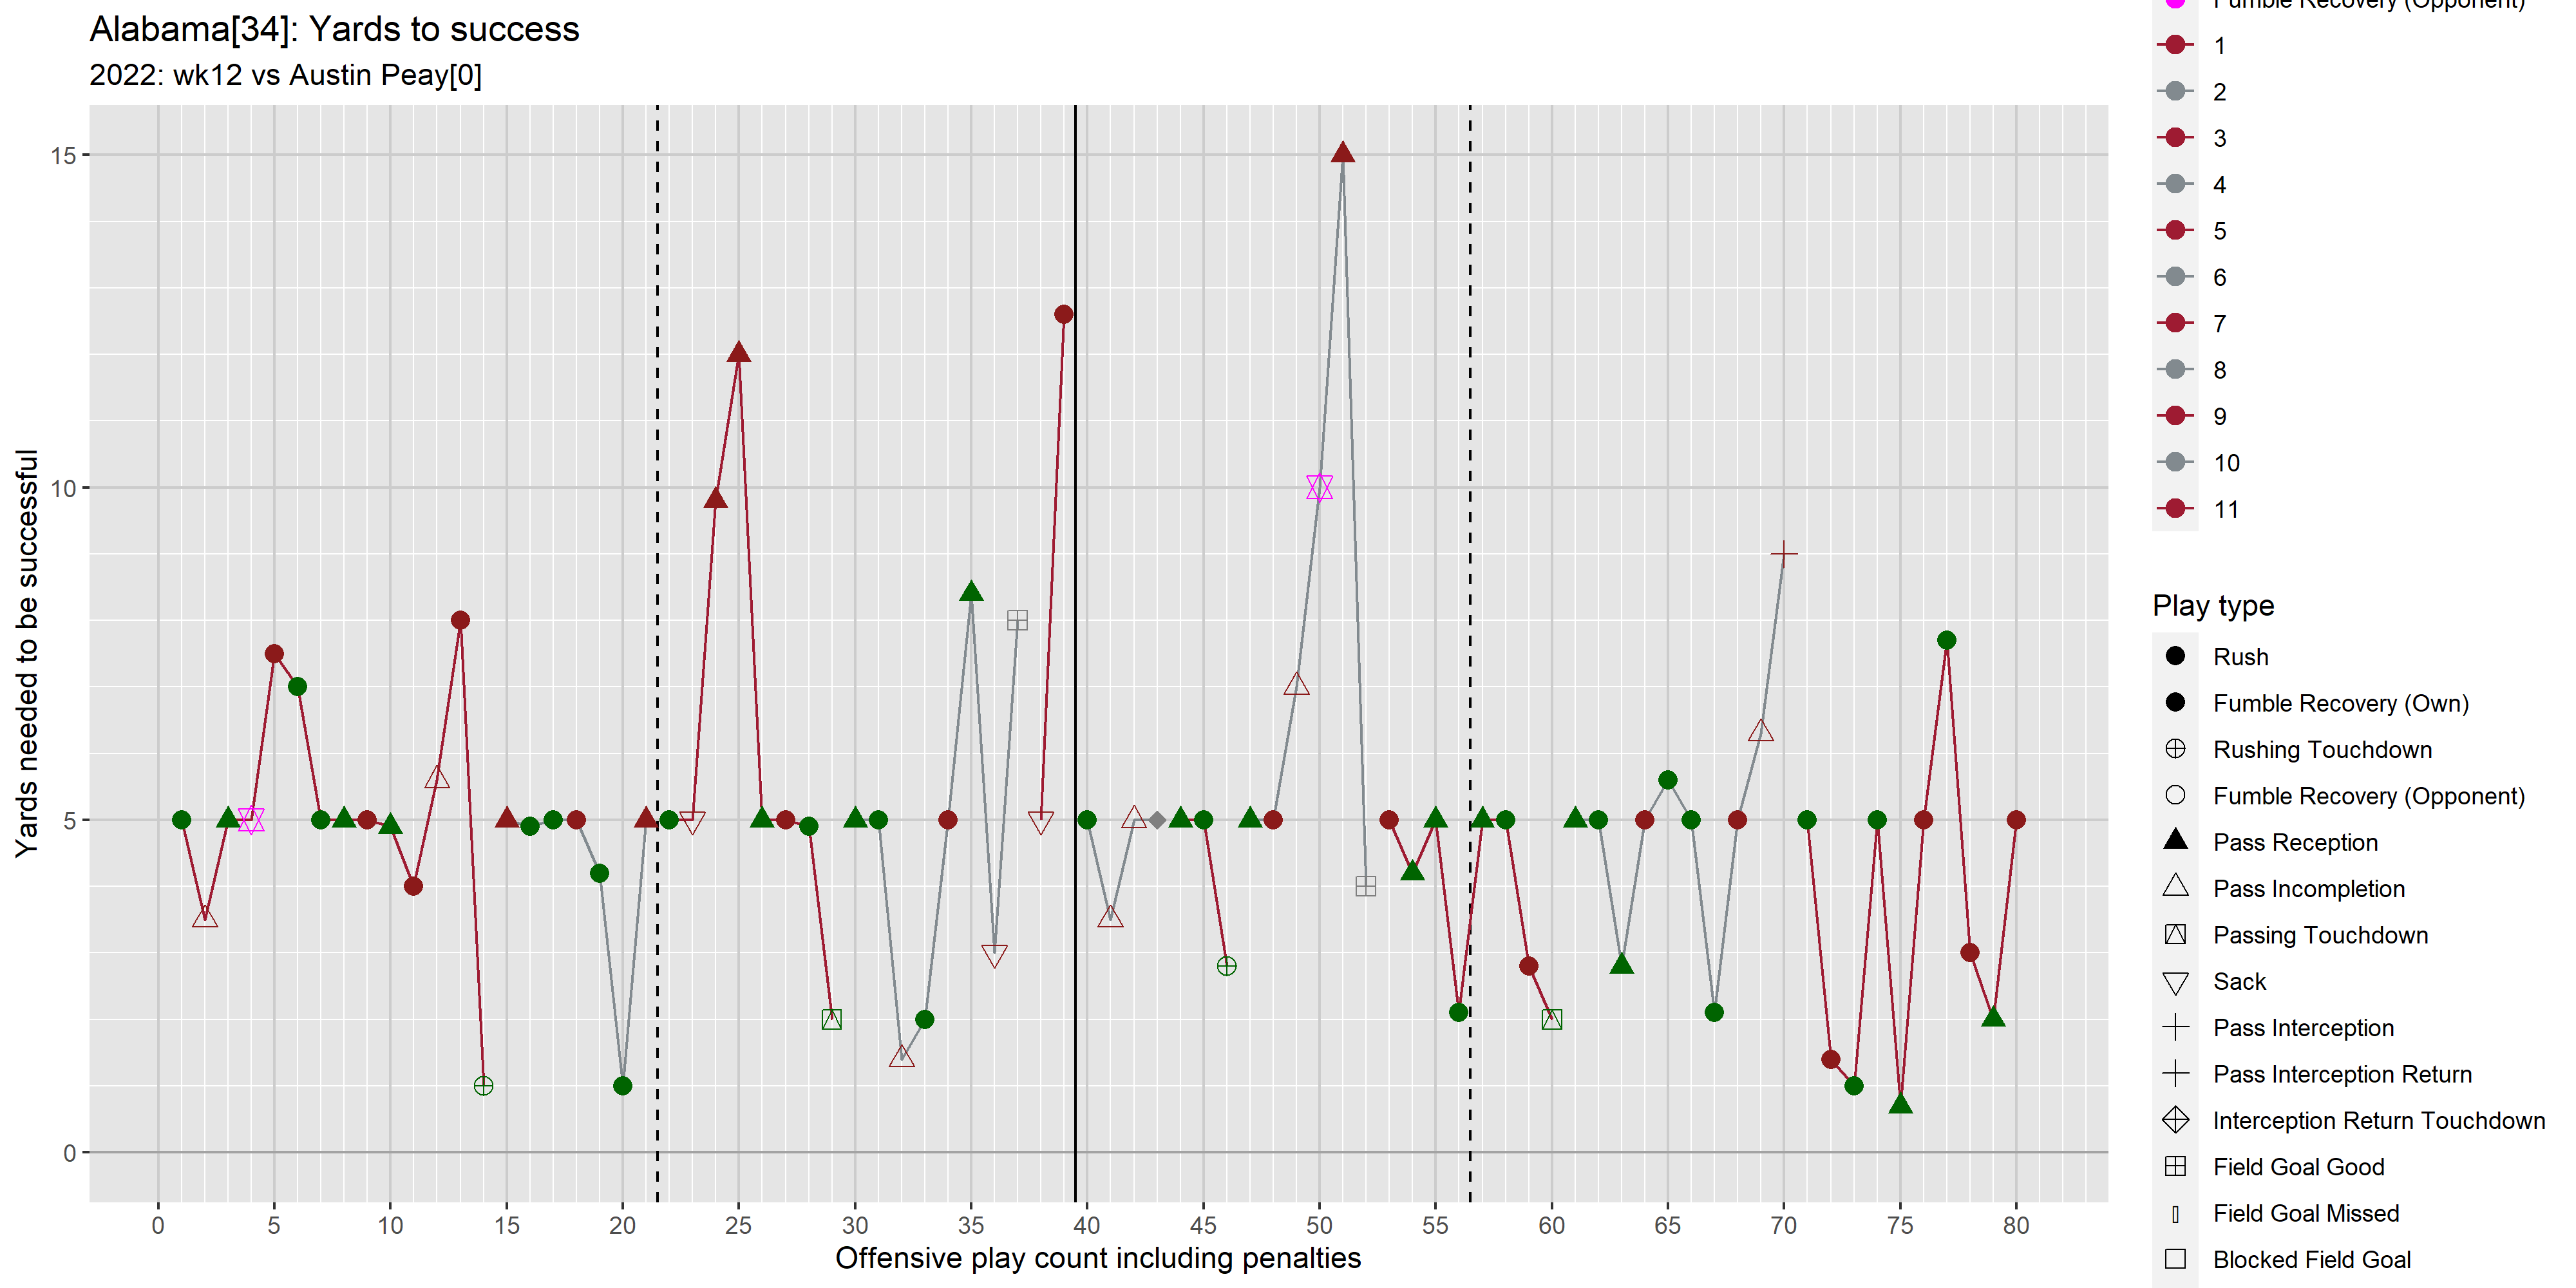 Alabama[34]: Yards to success
2022: wk12 vs Austin Peay[0]
Yards needed to be successful
15
10
5
0
0 5 10 15 20 25 30 35 40 45 50 55 60 65 70 75 80
Offensive play count including penalties
Fumble Recovery (Opponent)
1
2
3
4
5
6
7
8
9
10
11
Play type
Rush
Fumble Recovery (Own)
Rushing Touchdown
Fumble Recovery (Opponent)
Pass Reception
Pass Incompletion
Passing Touchdown
Sack
Pass Interception
Pass Interception Return
Interception Return Touchdown
Field Goal Good
Field Goal Missed
Blocked Field Goal